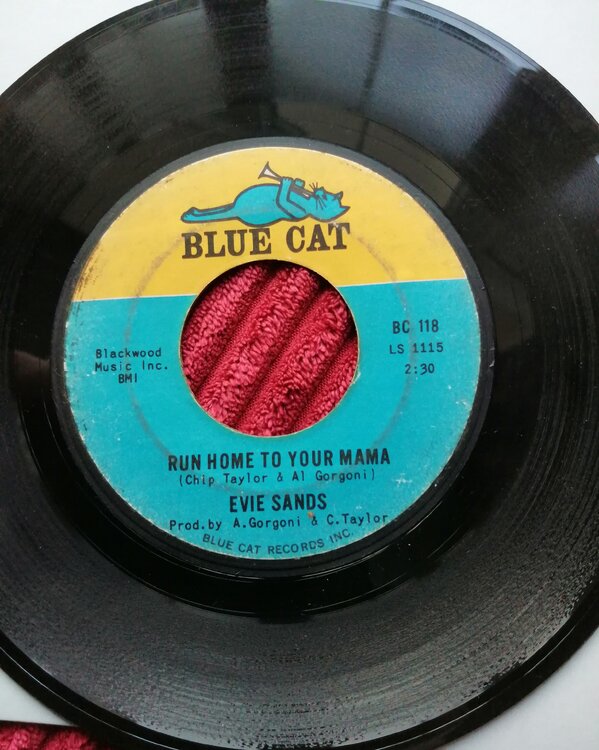 BLUE CAT
Blackwood
Music Inc.
BMI
BC 118
LS 1115
2:30
RUN HOME TO YOUR MAMA
(Chip Taylor & Al Gorgoni)
EVIE SANDS
Prod.by A.Gorgoni & C.Taylor
BLUE CAT RECORDS INC.